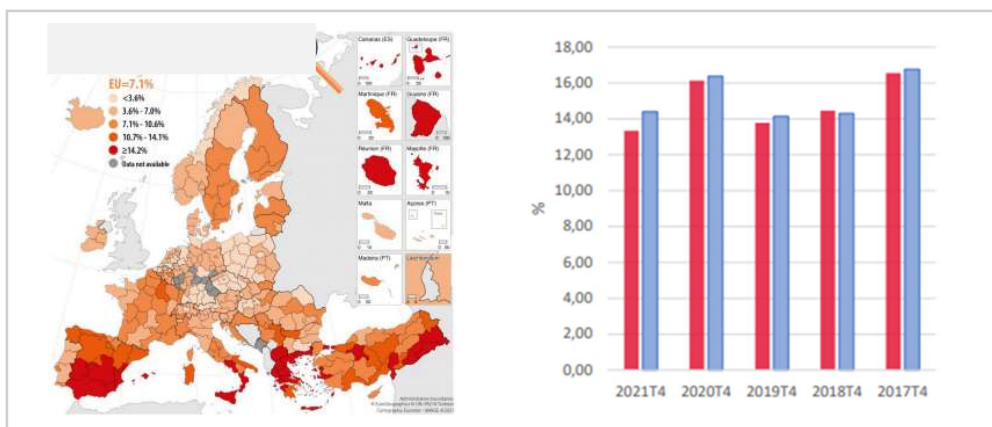 EU=7.1%
<3.6%
3.6% - 7.0%
7.1% - 10.6%
10.7% - 14.1%
≥14.2%
Data not available
Canarias (ES)
Guadeloupe (FR)
Martinique (FR)
Guyane (FR)
Réunion (FR)
Mayotte (FR)
Malta
Açores (PT)
Madeira (PT)
Liechtenstein
Administrative boundaries:
%
18,00
16,00
14,00
12,00
10,00
8,00
6,00
4,00
2,00
0,00
2021T4
2020T4
2019T4
2018T4
2017T4